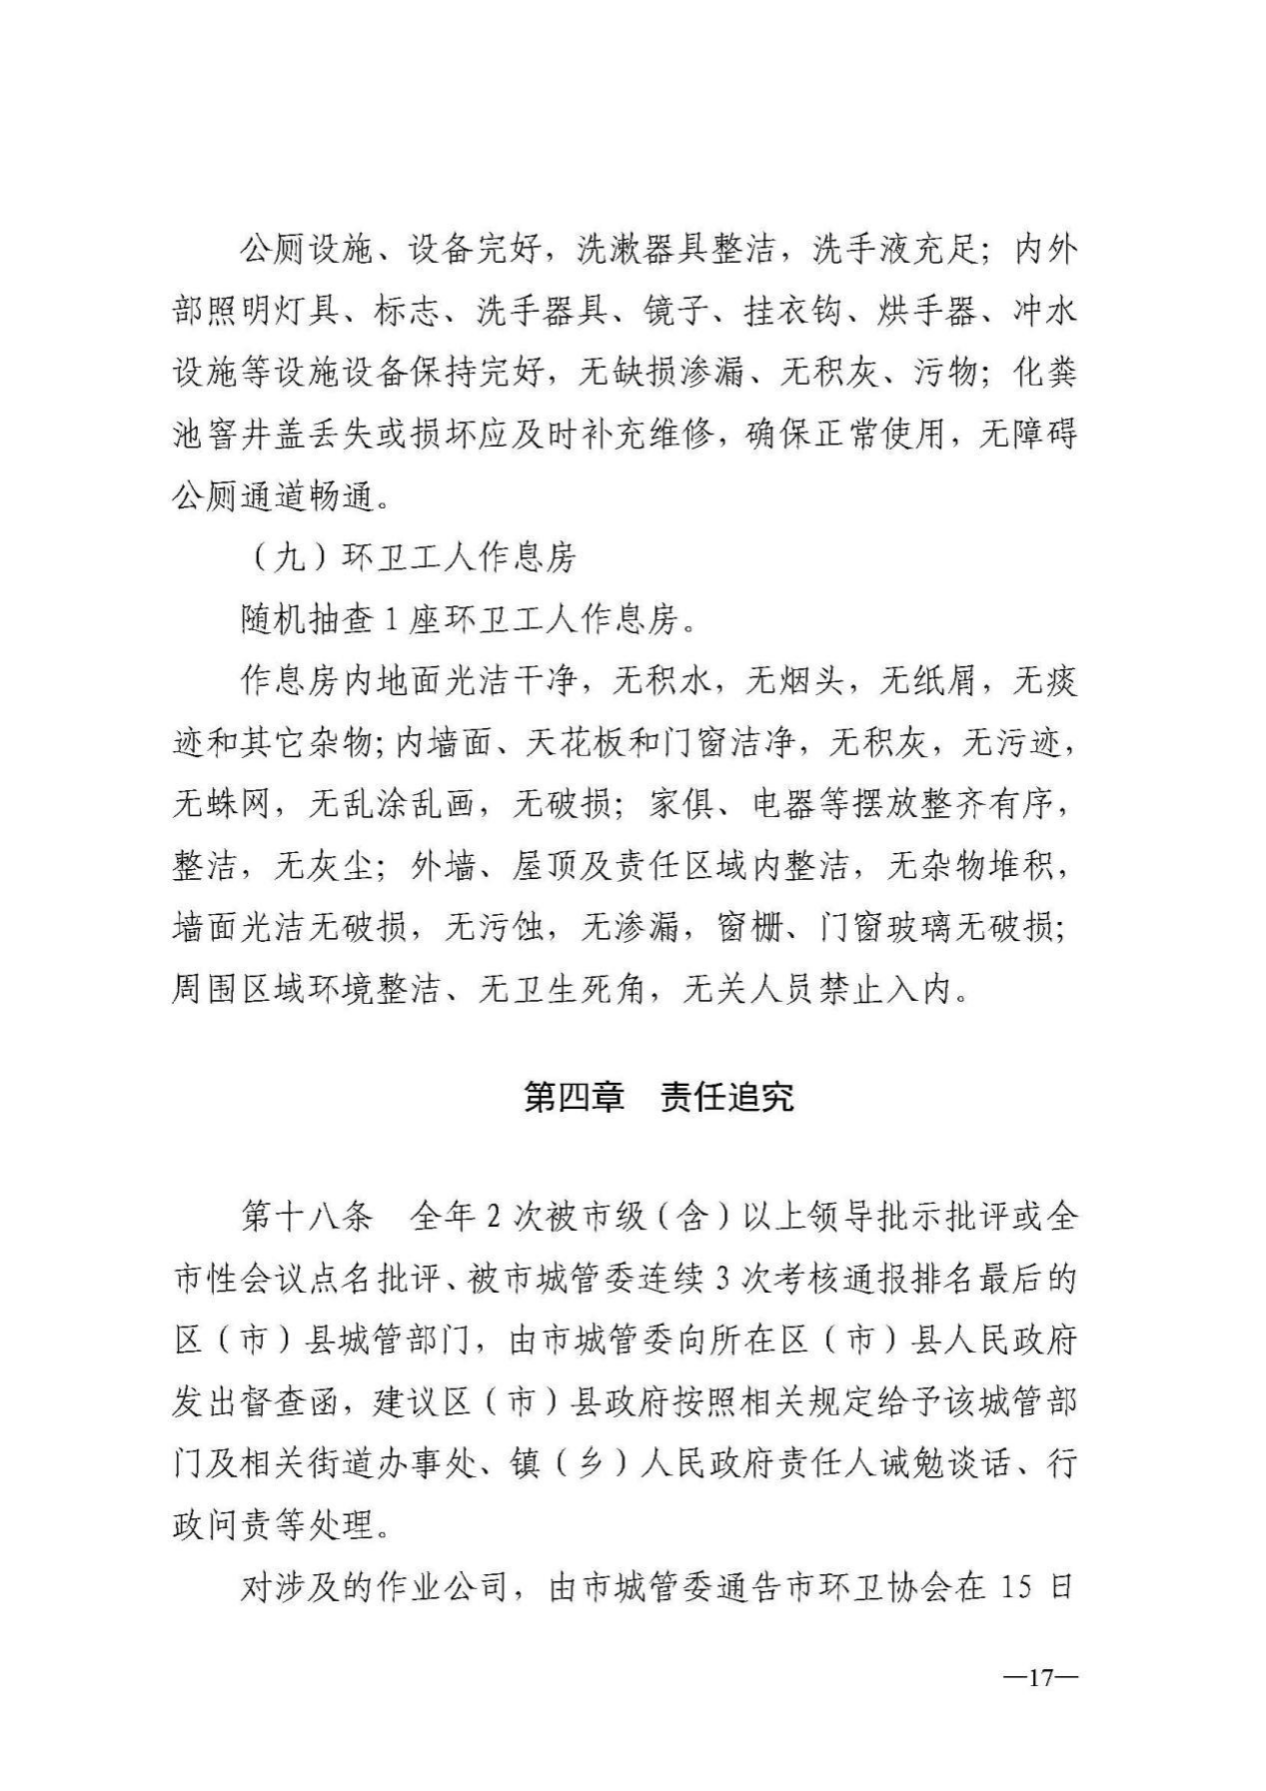 公厕设施、设备完好，洗漱器具整洁，洗手液充足；内外
部照明灯具、标志、洗手器具、镜子、挂衣钩、烘手器、冲水
设施等设施设备保持完好，无缺损渗漏、无积灰、污物；化粪
池窖井盖丢失或损坏应及时补充维修，确保正常使用，无障碍
公厕通道畅通。
（九）环卫工人作息房
随机抽查1座环卫工人作息房。
作息房内地面光洁干净，无积水，无烟头，无纸屑，无痰
迹和其它杂物；内墙面、天花板和门窗洁净，无积灰，无污迹，
无蛛网，无乱涂乱画，无破损；家俱、电器等摆放整齐有序，
整洁，无灰尘；外墙、屋顶及责任区域内整洁，无杂物堆积，
墙面光洁无破损，无污蚀，无渗漏，窗栅、门窗玻璃无破损；
周围区域环境整洁、无卫生死角，无关人员禁止入内。
第四章　责任追究
第十八条　全年2次被市级（含）以上领导批示批评或全
市性会议点名批评、被市城管委连续3次考核通报排名最后的
区（市）县城管部门，由市城管委向所在区（市）县人民政府
发出督查函，建议区（市）县政府按照相关规定给予该城管部
门及相关街道办事处、镇（乡）人民政府责任人诫勉谈话、行
政问责等处理。
对涉及的作业公司，由市城管委通告市环卫协会在 15 日
—17—